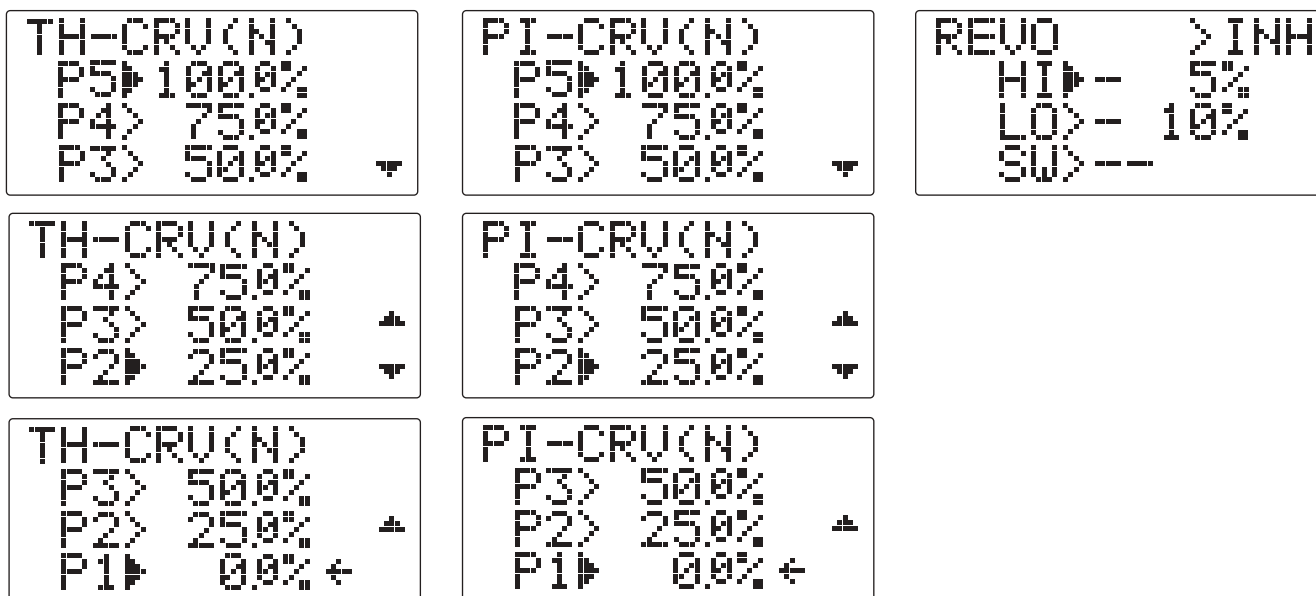 TH-CRV(N)
P5▶100.0%
P4> 75.0%
P3> 50.0%
PI-CRV(N)
P5▶100.0%
P4> 75.0%
P3> 50.0%
REVO >INH
HI▶- 5%
LO>- 10%
SW>--
TH-CRV(N)
P4> 75.0%
P3> 50.0%
P2▶ 25.0%
PI-CRV(N)
P4> 75.0%
P3> 50.0%
P2▶ 25.0%
TH-CRV(N)
P3> 50.0%
P2> 25.0%
P1▶ 0.0% ←
PI-CRV(N)
P3> 50.0%
P2> 25.0%
P1▶ 0.0% ←